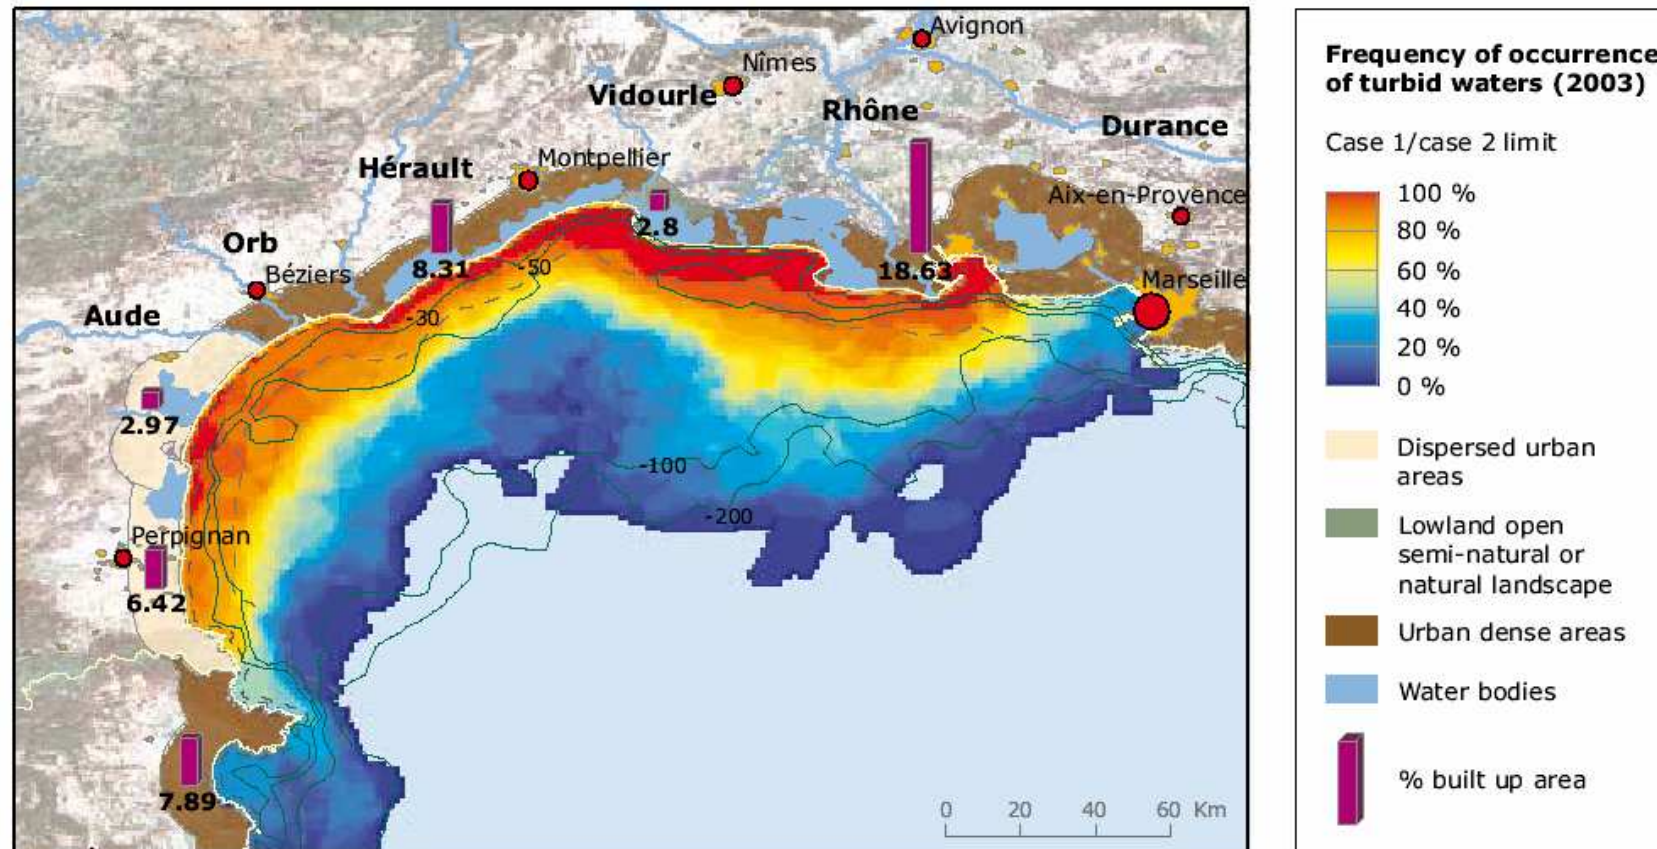 Avignon
Nîmes
Vidourle
Rhône
Durance
Montpellier
Hérault
Aix-en-Provence
2.8
Orb
Béziers
8.31
-50
18.63
Marseille
Aude
-30
2.97
-100
-200
Perpignan
6.42
7.89
0 20 40 60 Km
Frequency of occurrence
of turbid waters (2003)
Case 1/case 2 limit
100 %
80 %
60 %
40 %
20 %
0 %
Dispersed urban
areas
Lowland open
semi-natural or
natural landscape
Urban dense areas
Water bodies
% built up area